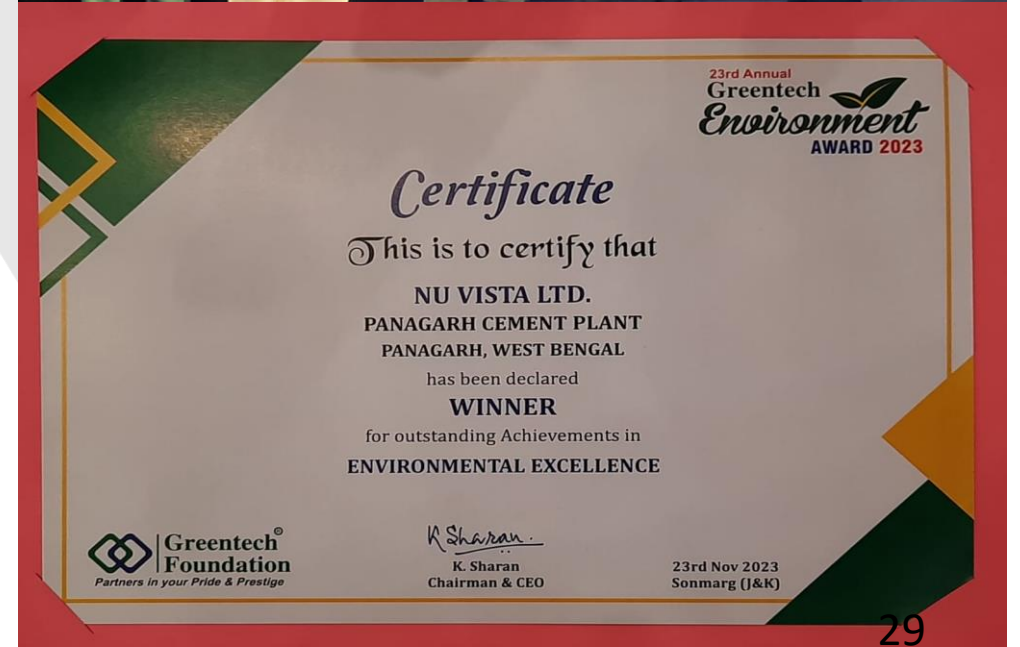 23rd Annual
Greentech
Environment
AWARD 2023
Certificate
This is to certify that
NU VISTA LTD.
PANAGARH CEMENT PLANT
PANAGARH, WEST BENGAL
has been declared
WINNER
for outstanding Achievements in
ENVIRONMENTAL EXCELLENCE
Greentech©
Foundation
Partners in your Pride & Prestige
K Sharan.
K. Sharan
Chairman & CEO
23rd Nov 2023
Sonmarg (J&K)
29